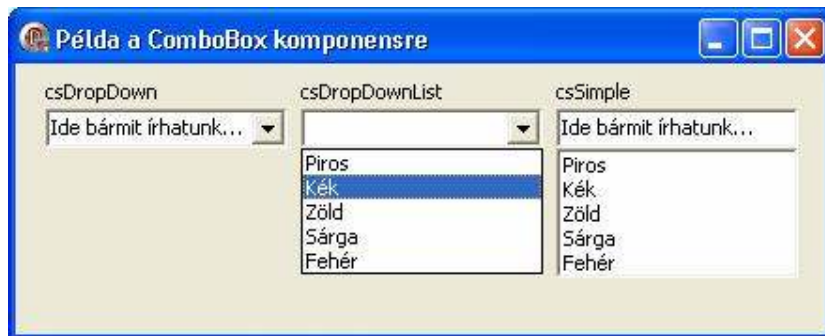 Példa a ComboBox komponensre
csDropDown
csDropDownList
csSimple
Ide bármit írhatunk...
Ide bármit írhatunk...
Piros
Kék
Zöld
Sárga
Fehér
Piros
Kék
Zöld
Sárga
Fehér